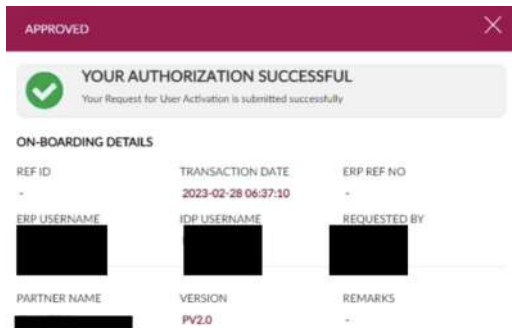 APPROVED
YOUR AUTHORIZATION SUCCESSFUL
Your Request for User Activation is submitted successfully
ON-BOARDING DETAILS
REF ID TRANSACTION DATE ERP REF NO
- 2023-02-28 06:37:10 -
ERP USERNAME IDP USERNAME REQUESTED BY
PARTNER NAME VERSION REMARKS
PV2.0 -